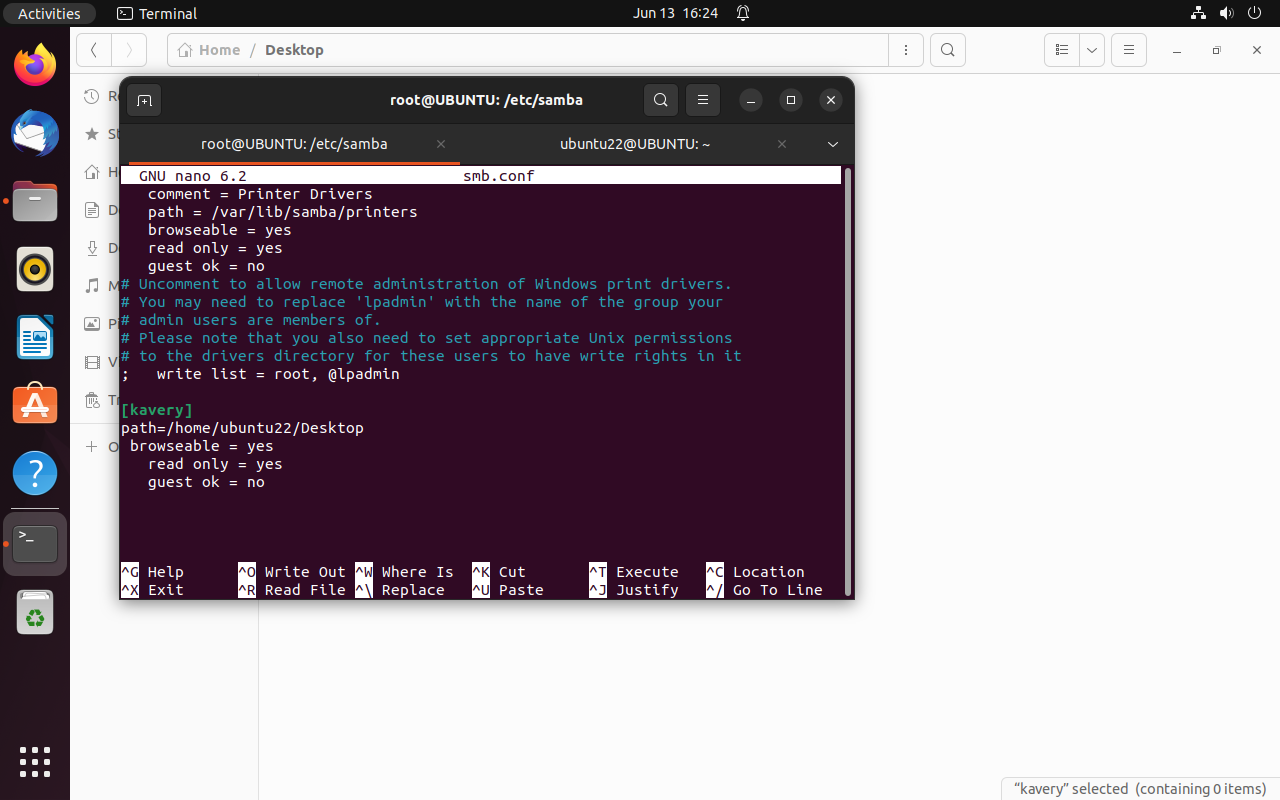 Activities
Terminal
Jun 13 16:24
Home / Desktop
root@UBUNTU: /etc/samba
root@UBUNTU: /etc/samba
ubuntu22@UBUNTU: ~
GNU nano 6.2 smb.conf
comment = Printer Drivers
path = /var/lib/samba/printers
browseable = yes
read only = yes
guest ok = no
# Uncomment to allow remote administration of Windows print drivers.
# You may need to replace 'lpadmin' with the name of the group your
# admin users are members of.
# Please note that you also need to set appropriate Unix permissions
# to the drivers directory for these users to have write rights in it
;   write list = root, @lpadmin
[kavery]
path=/home/ubuntu22/Desktop
browseable = yes
read only = yes
guest ok = no
^G Help ^O Write Out ^W Where Is ^K Cut ^T Execute ^C Location
^X Exit ^R Read File ^\ Replace ^U Paste ^J Justify ^/ Go To Line
“kavery” selected (containing 0 items)